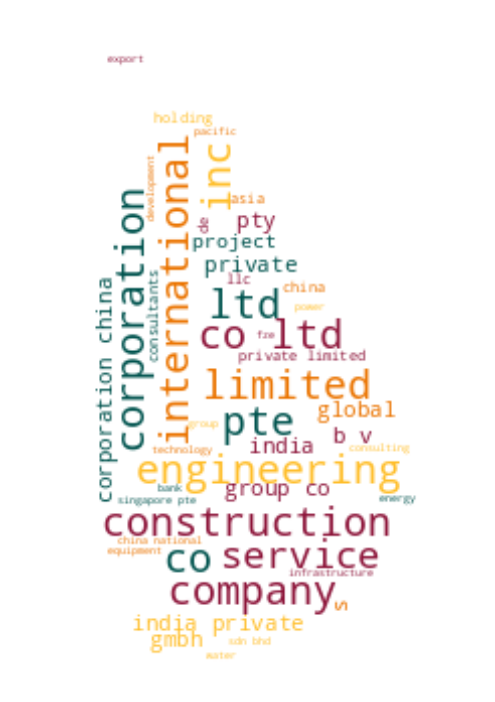 export
holding
pacific
inc
international
development
asia
corporation
de
pty
project
private
consultants
llc
corporation china
china
ltd
power
co ltd
fze
private limited
limited
global
pte
group
b v
india
technology
consulting
engineering
bank
group co
singapore pte
energy
construction
china national
equipment
co
service
infrastructure
company
s
india private
gmbh
sdn bhd
water